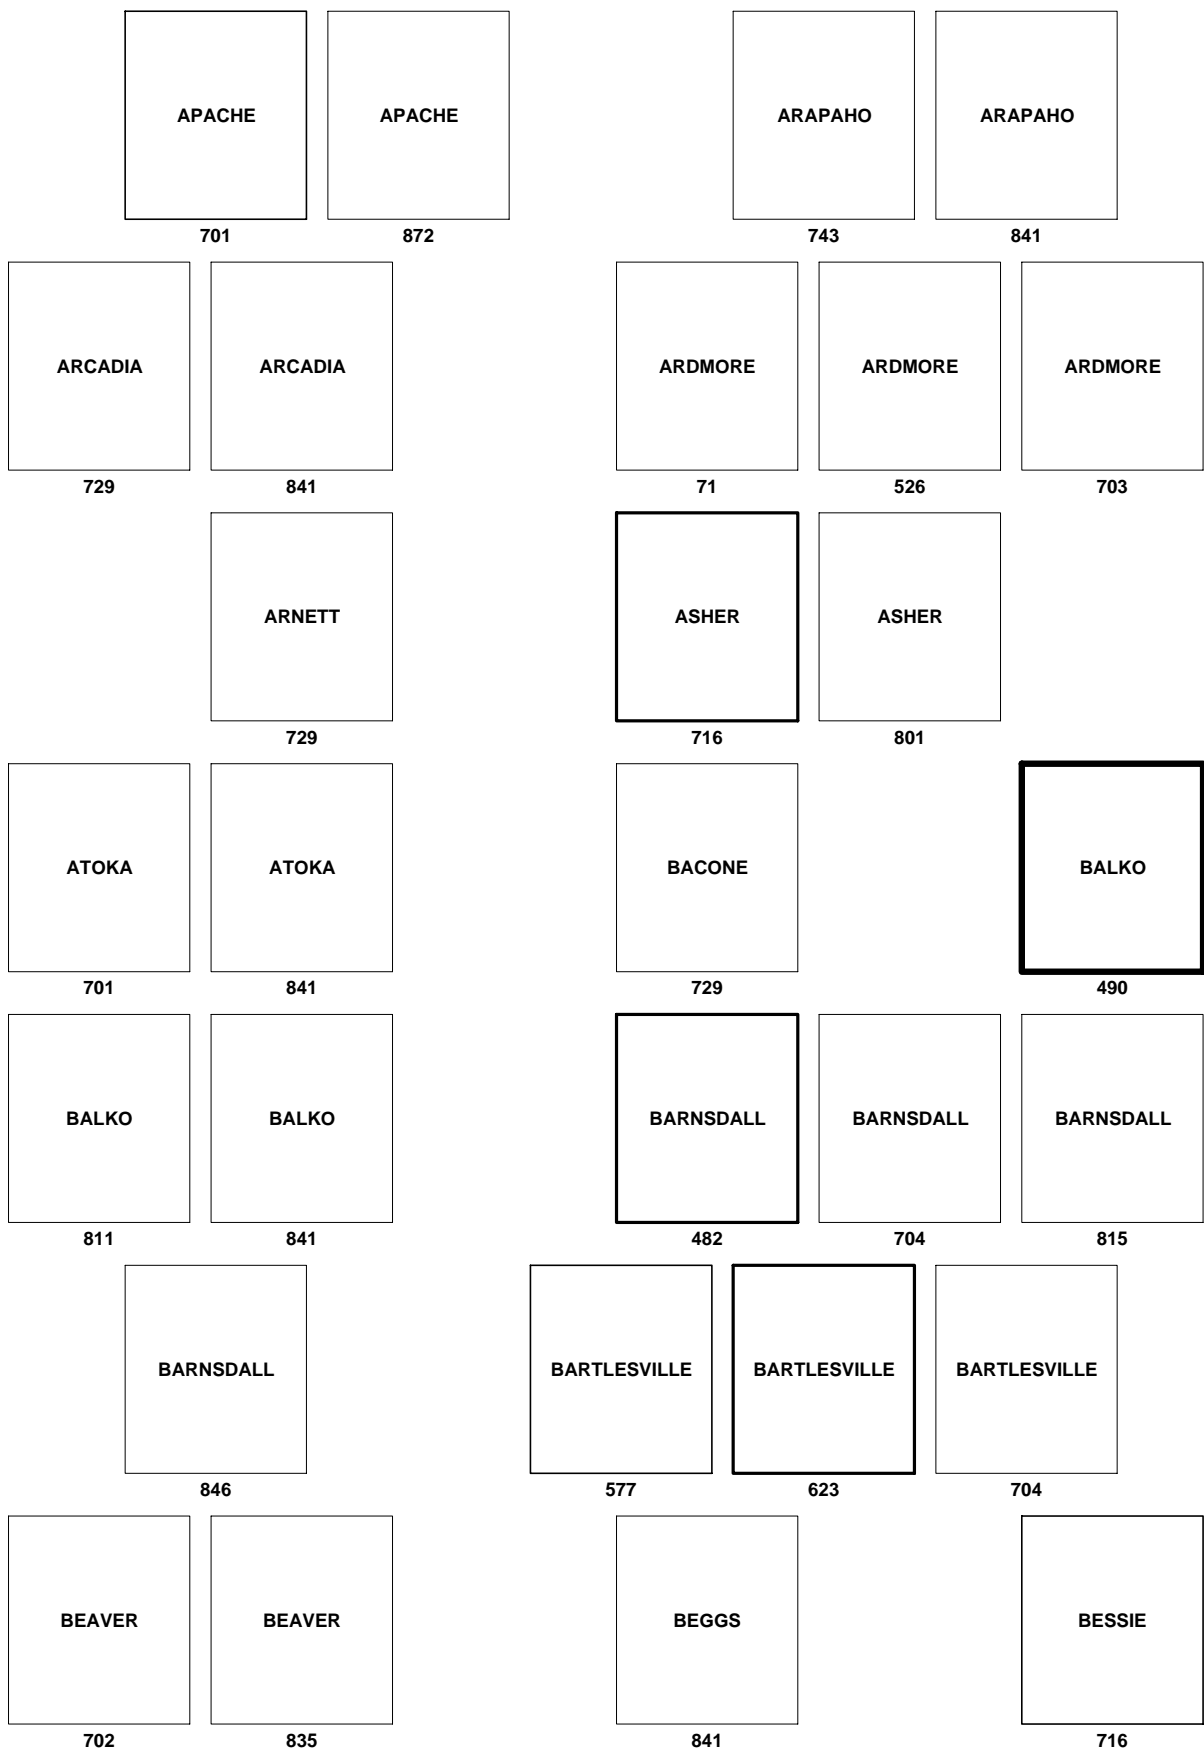 APACHE APACHE ARAPAHO ARAPAHO
701 872 743 841
ARCADIA ARCADIA ARDMORE ARDMORE ARDMORE
729 841 71 526 703
ARNETT ASHER ASHER
729 716 801
ATOKA ATOKA BACONE BALKO
701 841 729 490
BALKO BALKO BARNSDALL BARNSDALL BARNSDALL
811 841 482 704 815
BARNSDALL BARTLESVILLE BARTLESVILLE BARTLESVILLE
846 577 623 704
BEAVER BEAVER BEGGS BESSIE
702 835 841 716